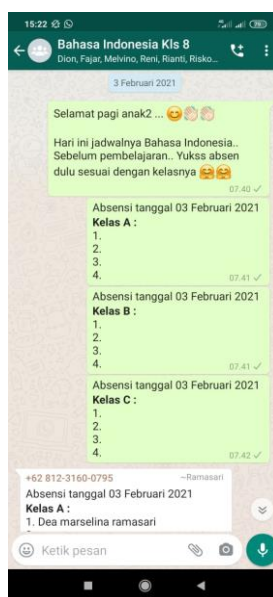 15:22
Bahasa Indonesia Kls 8
Dion, Fajar, Melvino, Reni, Rianti, Risko...
3 Februari 2021
Selamat pagi anak2 ... 😊👏🏻👏🏻
Hari ini jadwalnya Bahasa Indonesia..
Sebelum pembelajaran.. Yukss absen
dulu sesuai dengan kelasnya 🤗🤗
07.40
Absensi tanggal 03 Februari 2021
Kelas A :
1.
2.
3.
4.
07.41
Absensi tanggal 03 Februari 2021
Kelas B :
1.
2.
3.
4.
07.41
Absensi tanggal 03 Februari 2021
Kelas C :
1.
2.
3.
4.
07.42
+62 812-3160-0795 ~Ramasari
Absensi tanggal 03 Februari 2021
Kelas A :
1. Dea marselina ramasari
Ketik pesan